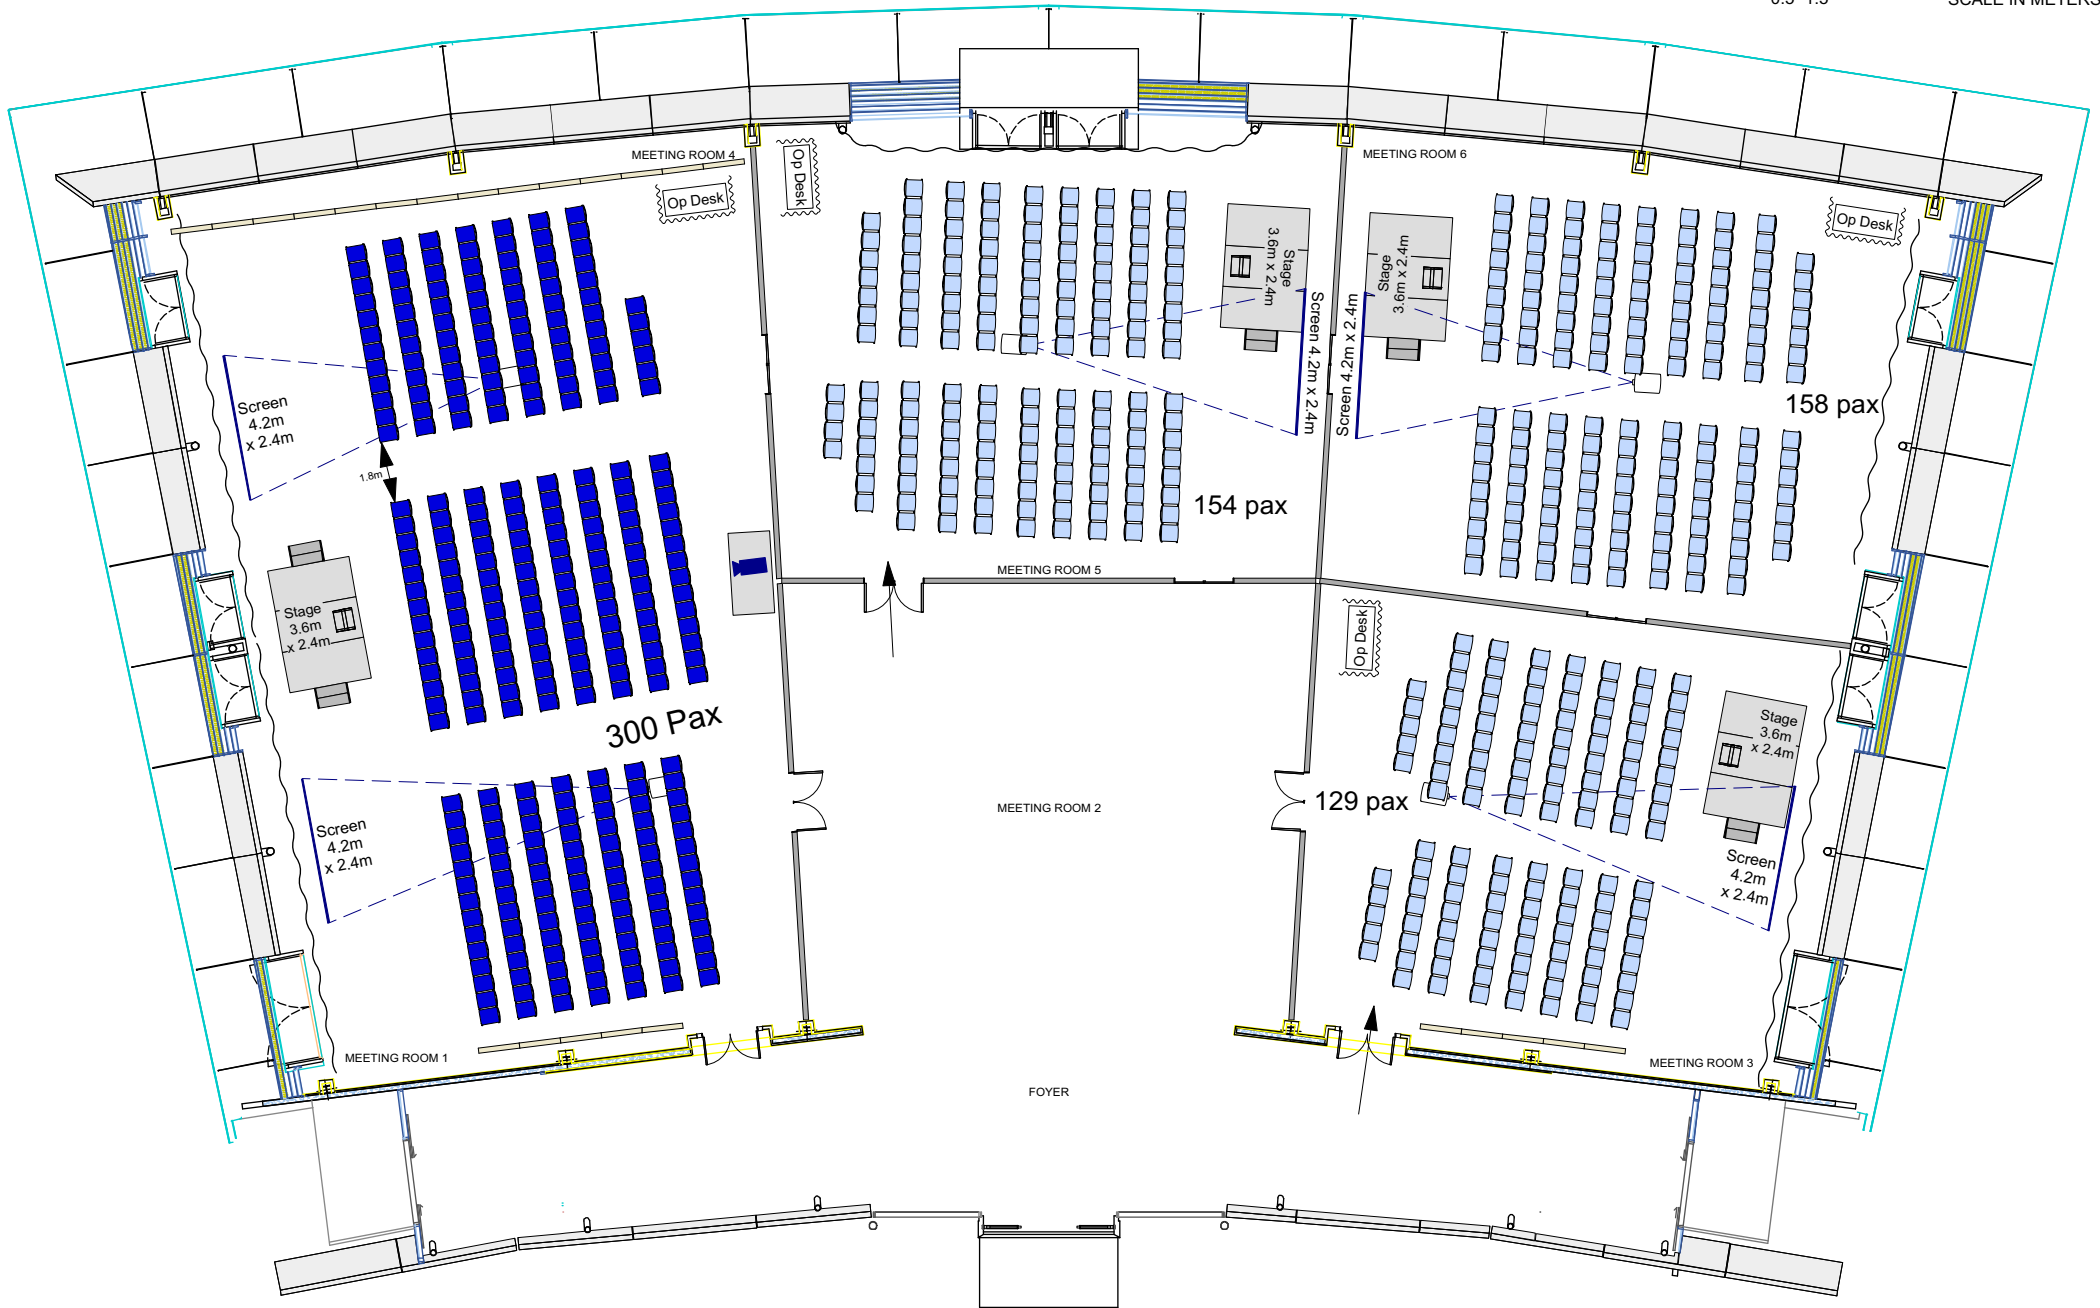 SCALE IN METERS
MEETING ROOM 4
Op Desk
Op Desk
MEETING ROOM 6
Op Desk
Stage
3.6m x 2.4m
Screen 4.2m x 2.4m
Stage
3.6m x 2.4m
Screen 4.2m x 2.4m
Screen
4.2m
x 2.4m
1.8m
158 pax
154 pax
MEETING ROOM 5
Stage
3.6m
x 2.4m
300 Pax
Op Desk
Stage
3.6m
x 2.4m
Screen
4.2m
x 2.4m
MEETING ROOM 2
129 pax
Screen
4.2m
x 2.4m
MEETING ROOM 1
MEETING ROOM 3
FOYER